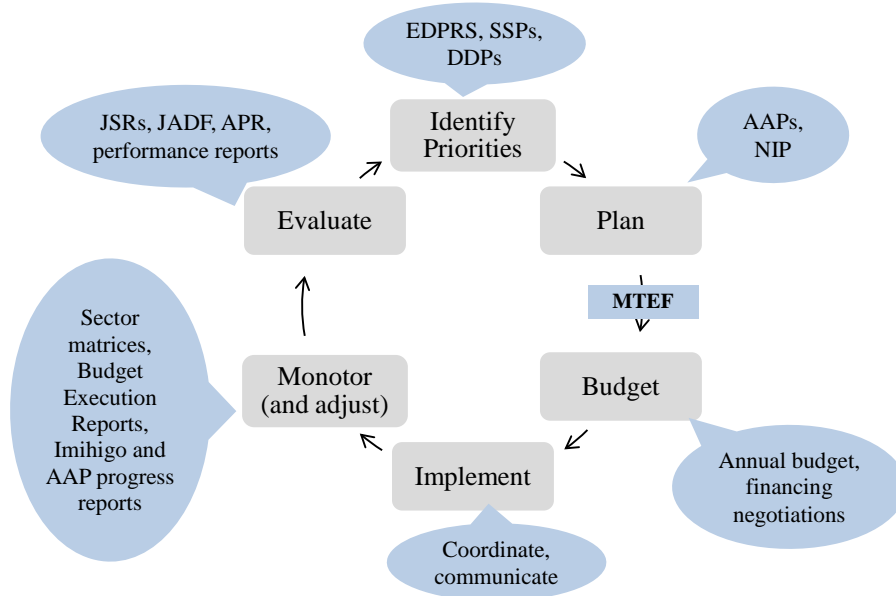 EDPRS, SSPs,
DDPs
Identify
Priorities
JSRs, JADF, APR,
performance reports
AAPs,
NIP
Evaluate
Plan
MTEF
Sector
matrices,
Budget
Execution
Reports,
Imihigo and
AAP progress
reports
Monotor
(and adjust)
Budget
Implement
Annual budget,
financing
negotiations
Coordinate,
communicate